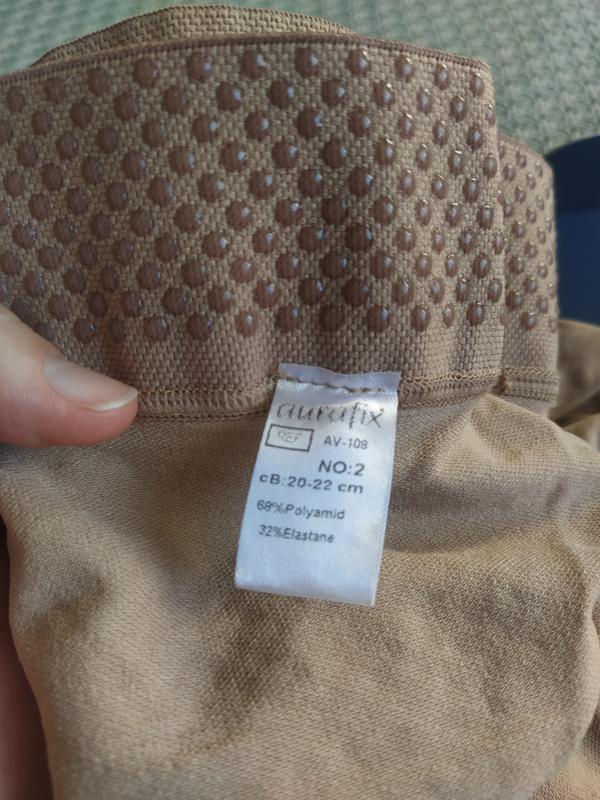 aurafix
REF AV-108
NO:2
cB:20-22 cm
68%Polyamid
32%Elastane